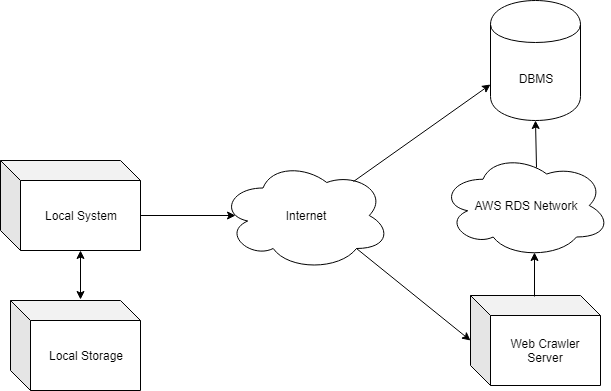 DBMS
Local System
Internet
AWS RDS Network
Local Storage
Web Crawler
Server